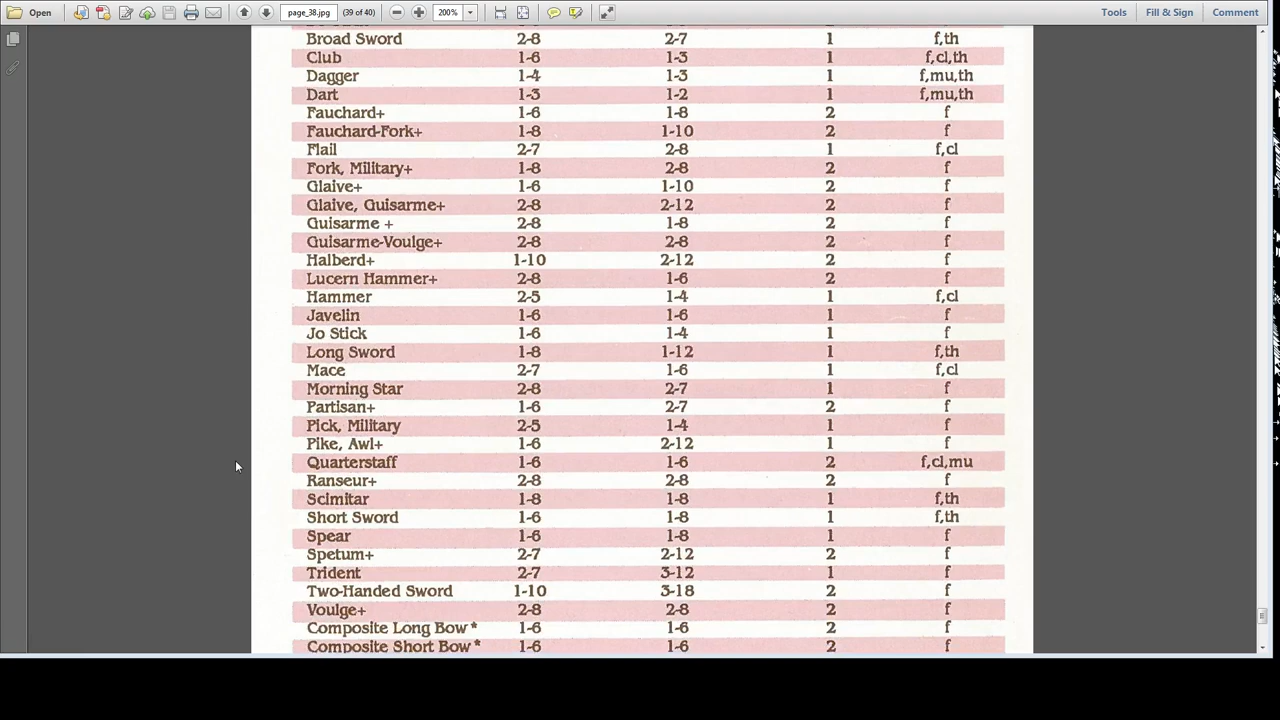 Open page_38.jpg (39 of 40) 200% Tools Fill & Sign Comment
Broad Sword 2-8 2-7 1 f,th
Club 1-6 1-3 1 f,cl,th
Dagger 1-4 1-3 1 f,mu,th
Dart 1-3 1-2 1 f,mu,th
Fauchard+ 1-6 1-8 2 f
Fauchard-Fork+ 1-8 1-10 2 f
Flail 2-7 2-8 1 f,cl
Fork, Military+ 1-8 2-8 2 f
Glaive+ 1-6 1-10 2 f
Glaive, Guisarme+ 2-8 2-12 2 f
Guisarme + 2-8 1-8 2 f
Guisarme-Voulge+ 2-8 2-8 2 f
Halberd+ 1-10 2-12 2 f
Lucern Hammer+ 2-8 1-6 2 f
Hammer 2-5 1-4 1 f,cl
Javelin 1-6 1-6 1 f
Jo Stick 1-6 1-4 1 f
Long Sword 1-8 1-12 1 f,th
Mace 2-7 1-6 1 f,cl
Morning Star 2-8 2-7 1 f
Partisan+ 1-6 2-7 2 f
Pick, Military 2-5 1-4 1 f
Pike, Awl+ 1-6 2-12 1 f
Quarterstaff 1-6 1-6 2 f,cl,mu
Ranseur+ 2-8 2-8 2 f
Scimitar 1-8 1-8 1 f,th
Short Sword 1-6 1-8 1 f,th
Spear 1-6 1-8 1 f
Spetum+ 2-7 2-12 2 f
Trident 2-7 3-12 1 f
Two-Handed Sword 1-10 3-18 2 f
Voulge+ 2-8 2-8 2 f
Composite Long Bow* 1-6 1-6 2 f
Composite Short Bow* 1-6 1-6 2 f